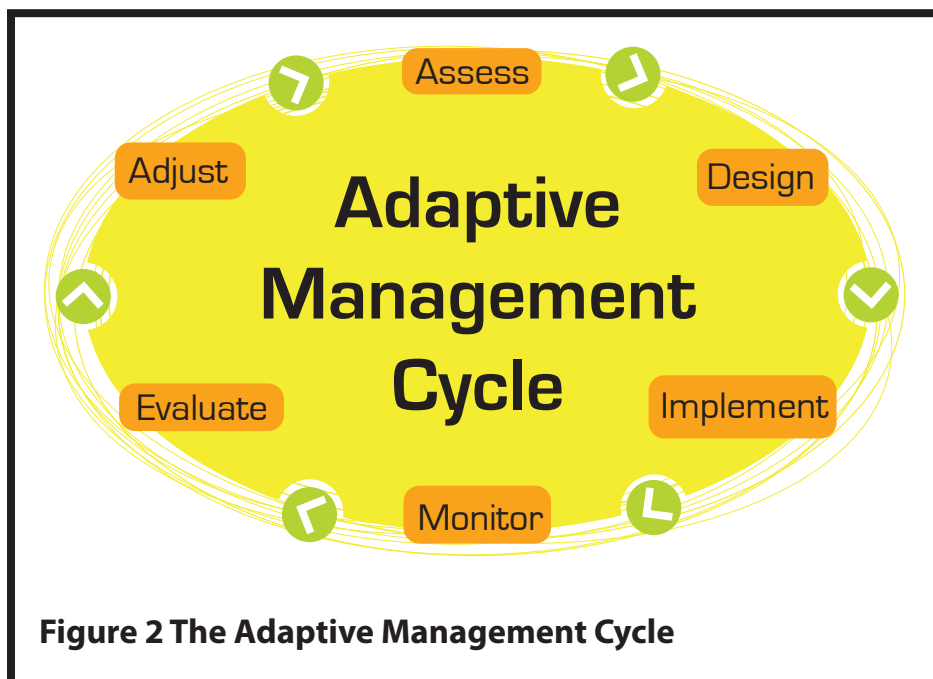 Assess
Adjust
Design
Adaptive
Management
Cycle
Evaluate
Implement
Monitor
Figure 2 The Adaptive Management Cycle